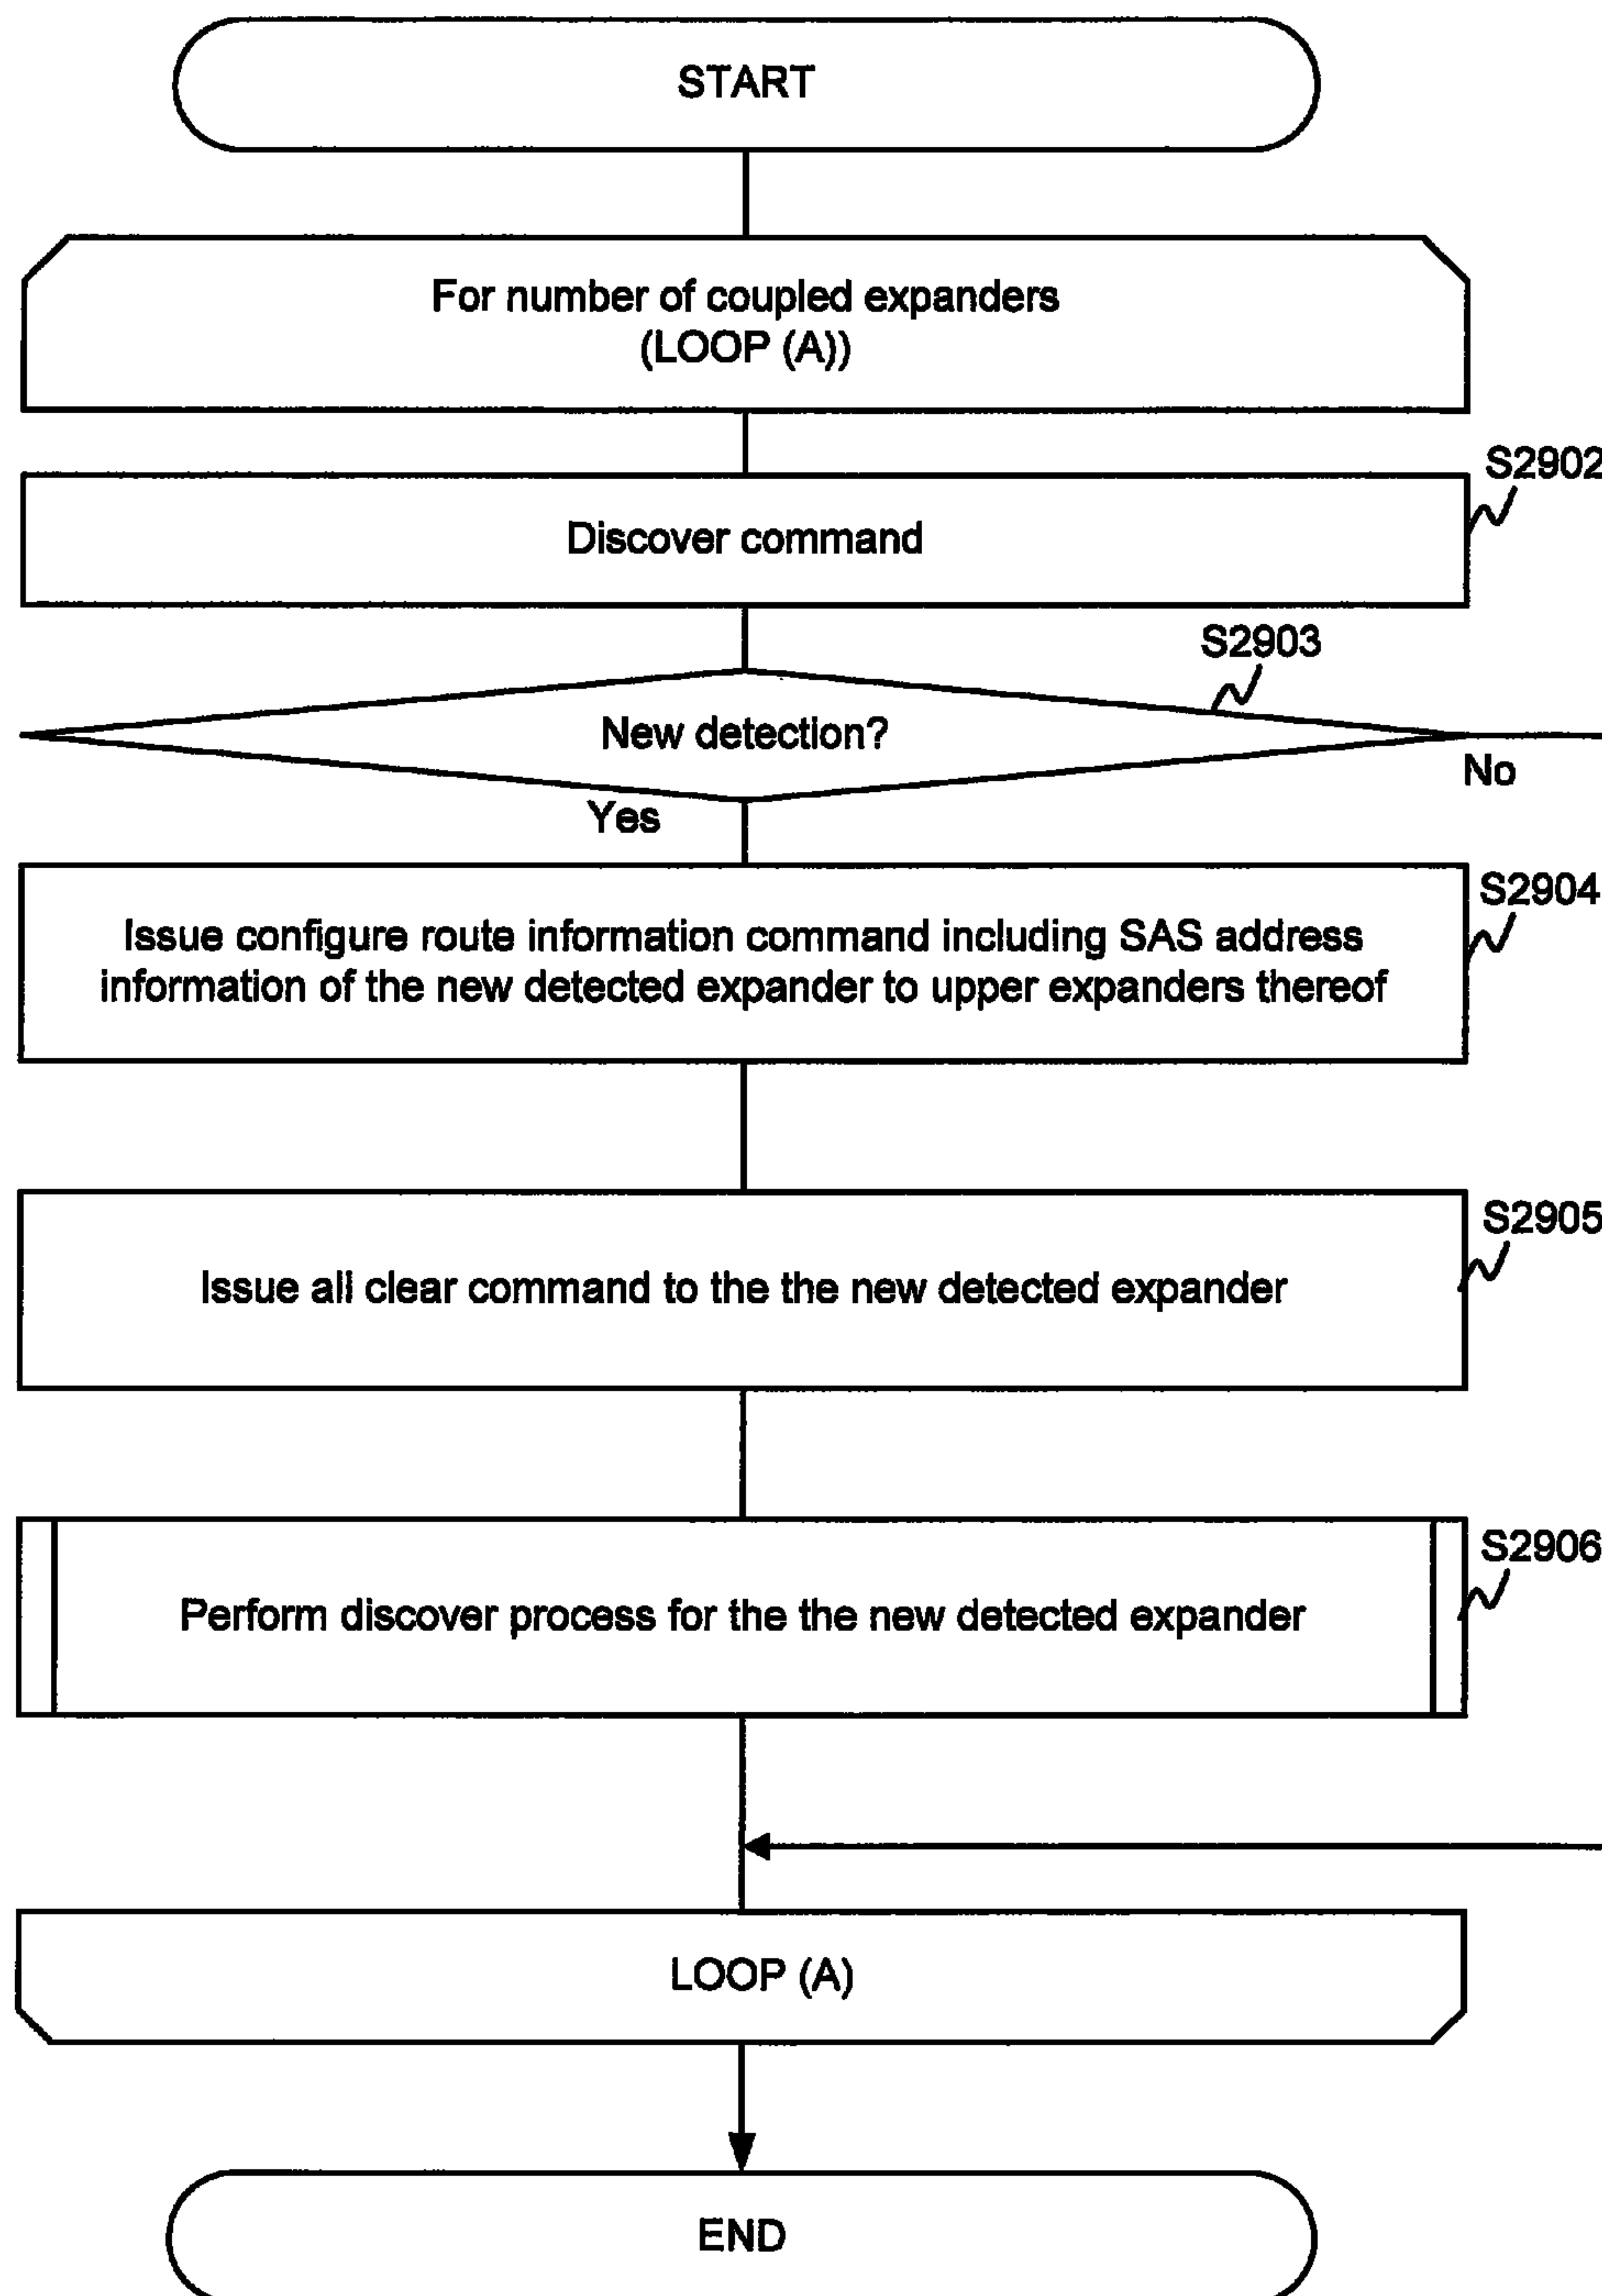 START
For number of coupled expanders
(LOOP (A))
S2902
Discover command
S2903
New detection?
No
Yes
S2904
Issue configure route information command including SAS address
information of the new detected expander to upper expanders thereof
S2905
Issue all clear command to the the new detected expander
S2906
Perform discover process for the the new detected expander
LOOP (A)
END